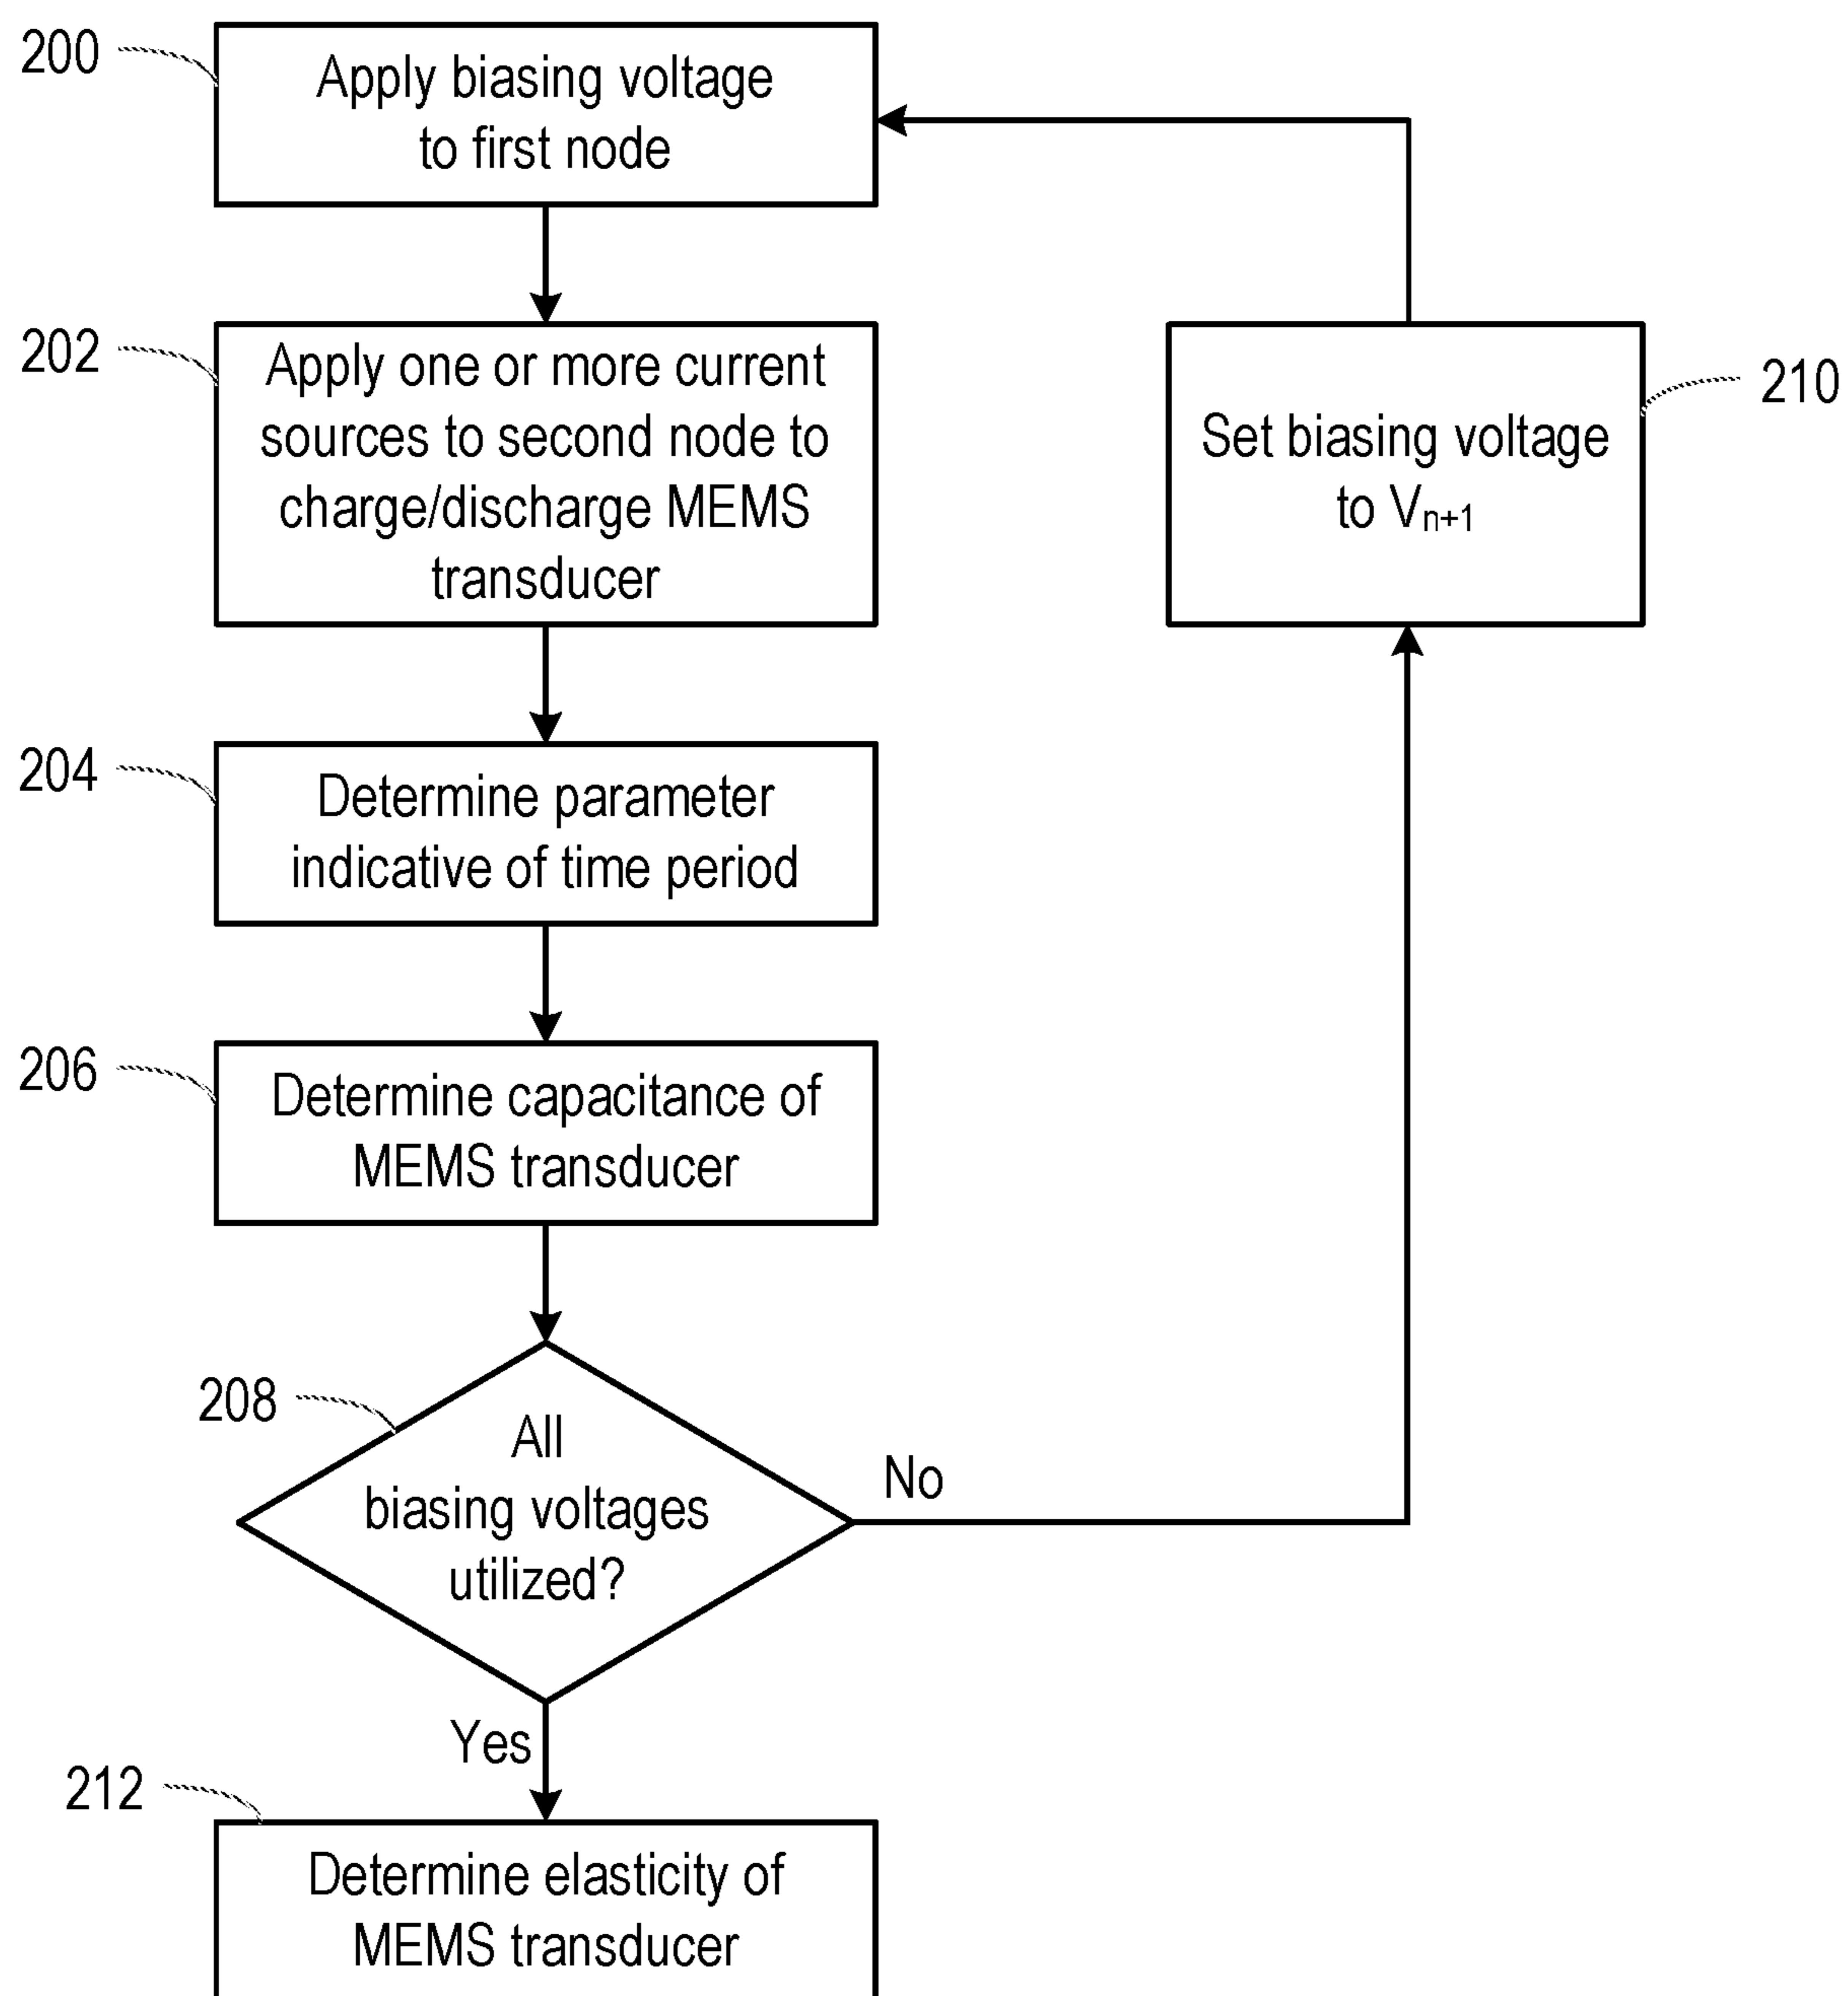 200
Apply biasing voltage
to first node
202
Apply one or more current
sources to second node to
charge/discharge MEMS
transducer
210
Set biasing voltage
to Vn+1
204
Determine parameter
indicative of time period
206
Determine capacitance of
MEMS transducer
208
All
biasing voltages
utilized?
No
Yes
212
Determine elasticity of
MEMS transducer